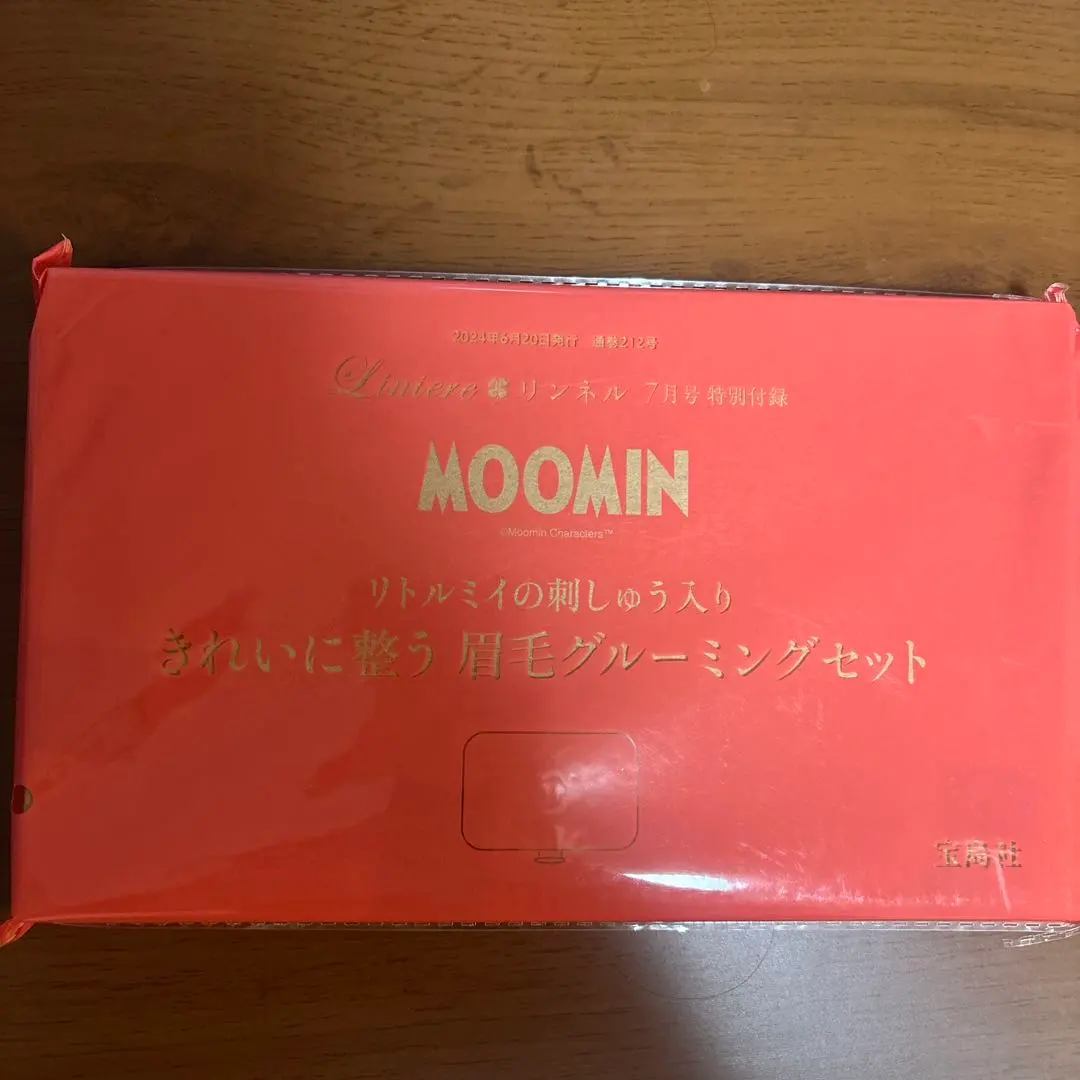 2024年6月20日発行 通巻212号
Liniere リンネル 7月号 特別付録
MOOMIN
©Moomin Characters™
リトルミイの刺しゅう入り
きれいに整う 眉毛グルーミングセット
宝島社